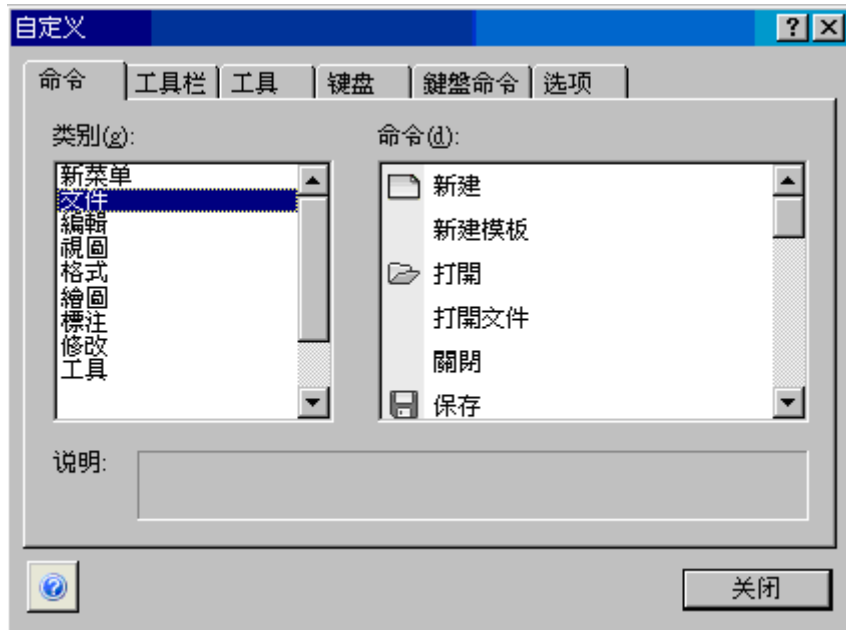 自定义
命令 工具栏 工具 键盘 鍵盤命令 选项
类别(g):
新菜单
文件
編輯
視圖
格式
繪圖
標注
修改
工具
命令(d):
新建
新建模板
打開
打開文件
關閉
保存
说明:
关闭